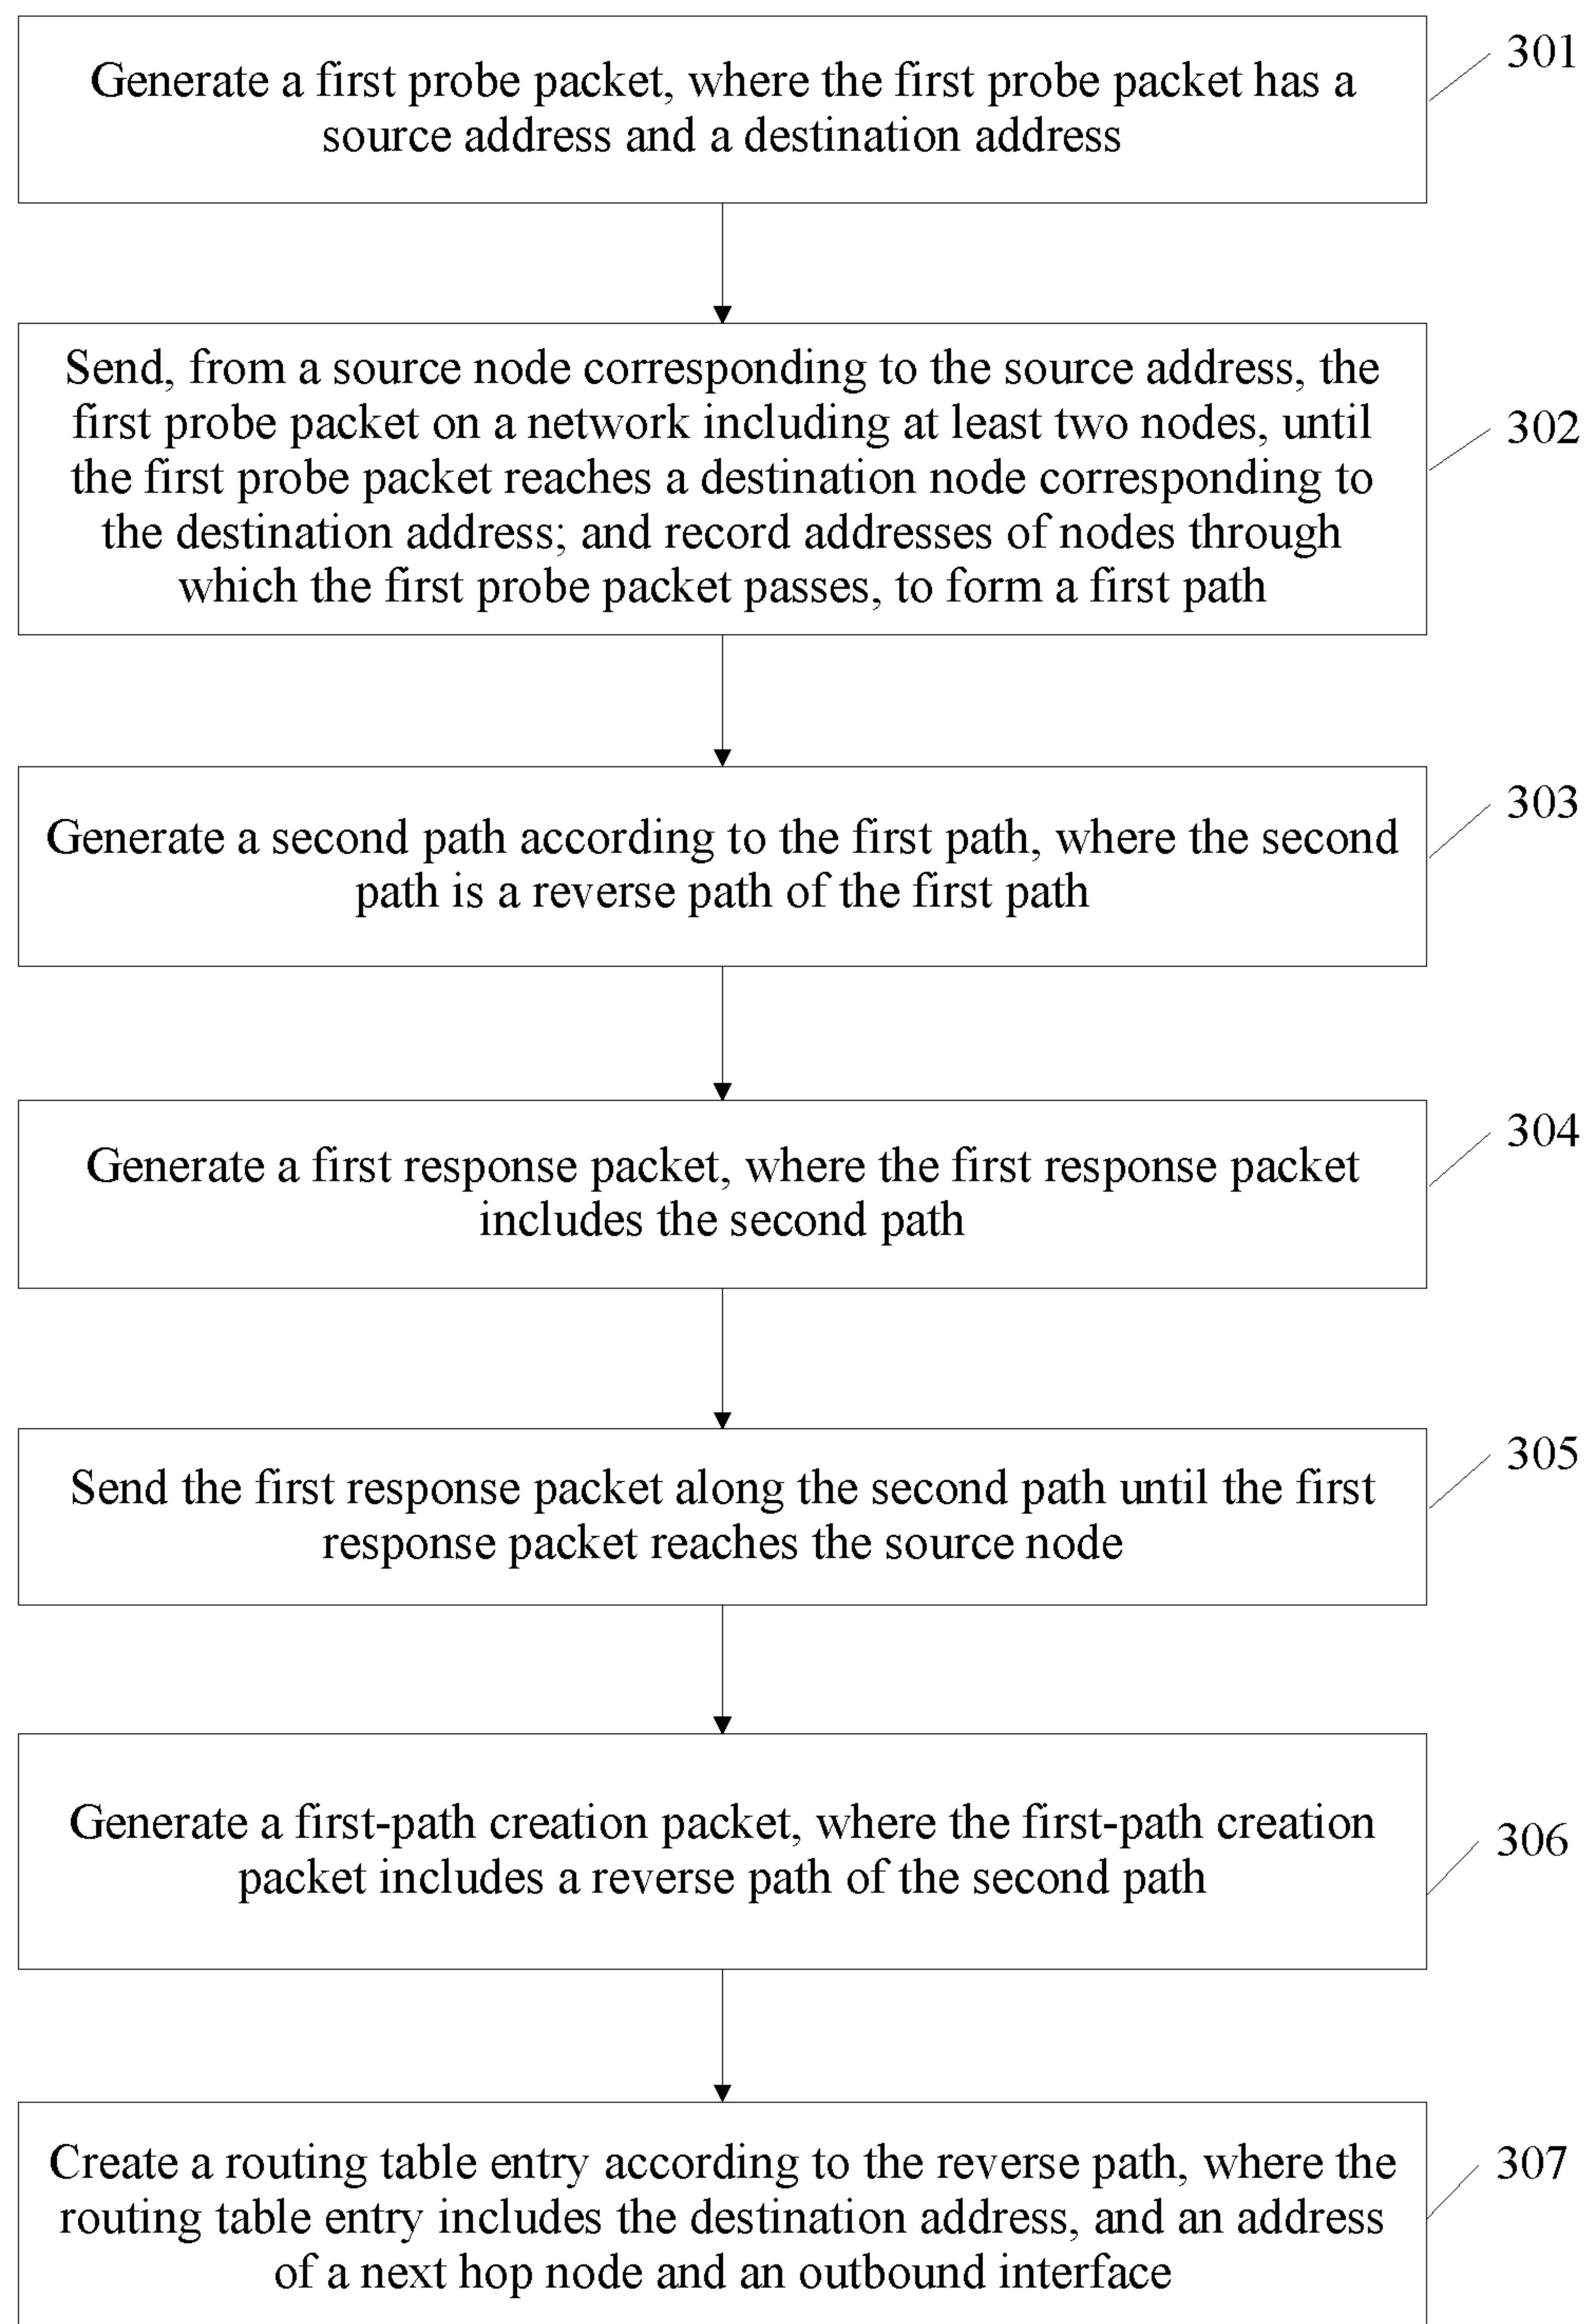 Generate a first probe packet, where the first probe packet has a
source address and a destination address
301
Send, from a source node corresponding to the source address, the
first probe packet on a network including at least two nodes, until
the first probe packet reaches a destination node corresponding to
the destination address; and record addresses of nodes through
which the first probe packet passes, to form a first path
302
Generate a second path according to the first path, where the second
path is a reverse path of the first path
303
Generate a first response packet, where the first response packet
includes the second path
304
Send the first response packet along the second path until the first
response packet reaches the source node
305
Generate a first-path creation packet, where the first-path creation
packet includes a reverse path of the second path
306
Create a routing table entry according to the reverse path, where the
routing table entry includes the destination address, and an address
of a next hop node and an outbound interface
307